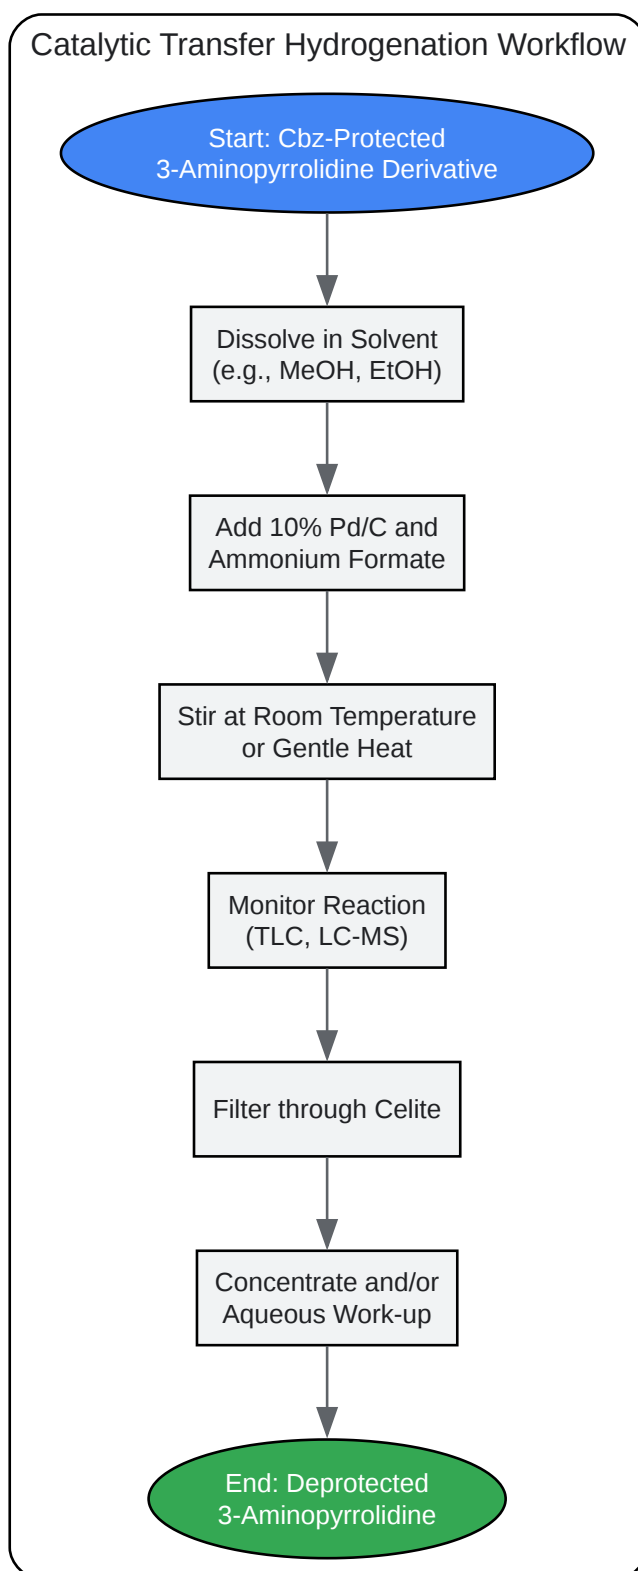 Catalytic Transfer Hydrogenation Workflow
Start: Cbz-Protected
3-Aminopyrrolidine Derivative
Dissolve in Solvent
(e.g., MeOH, EtOH)
Add 10% Pd/C and
Ammonium Formate
Stir at Room Temperature
or Gentle Heat
Monitor Reaction
(TLC, LC-MS)
Filter through Celite
Concentrate and/or
Aqueous Work-up
End: Deprotected
3-Aminopyrrolidine